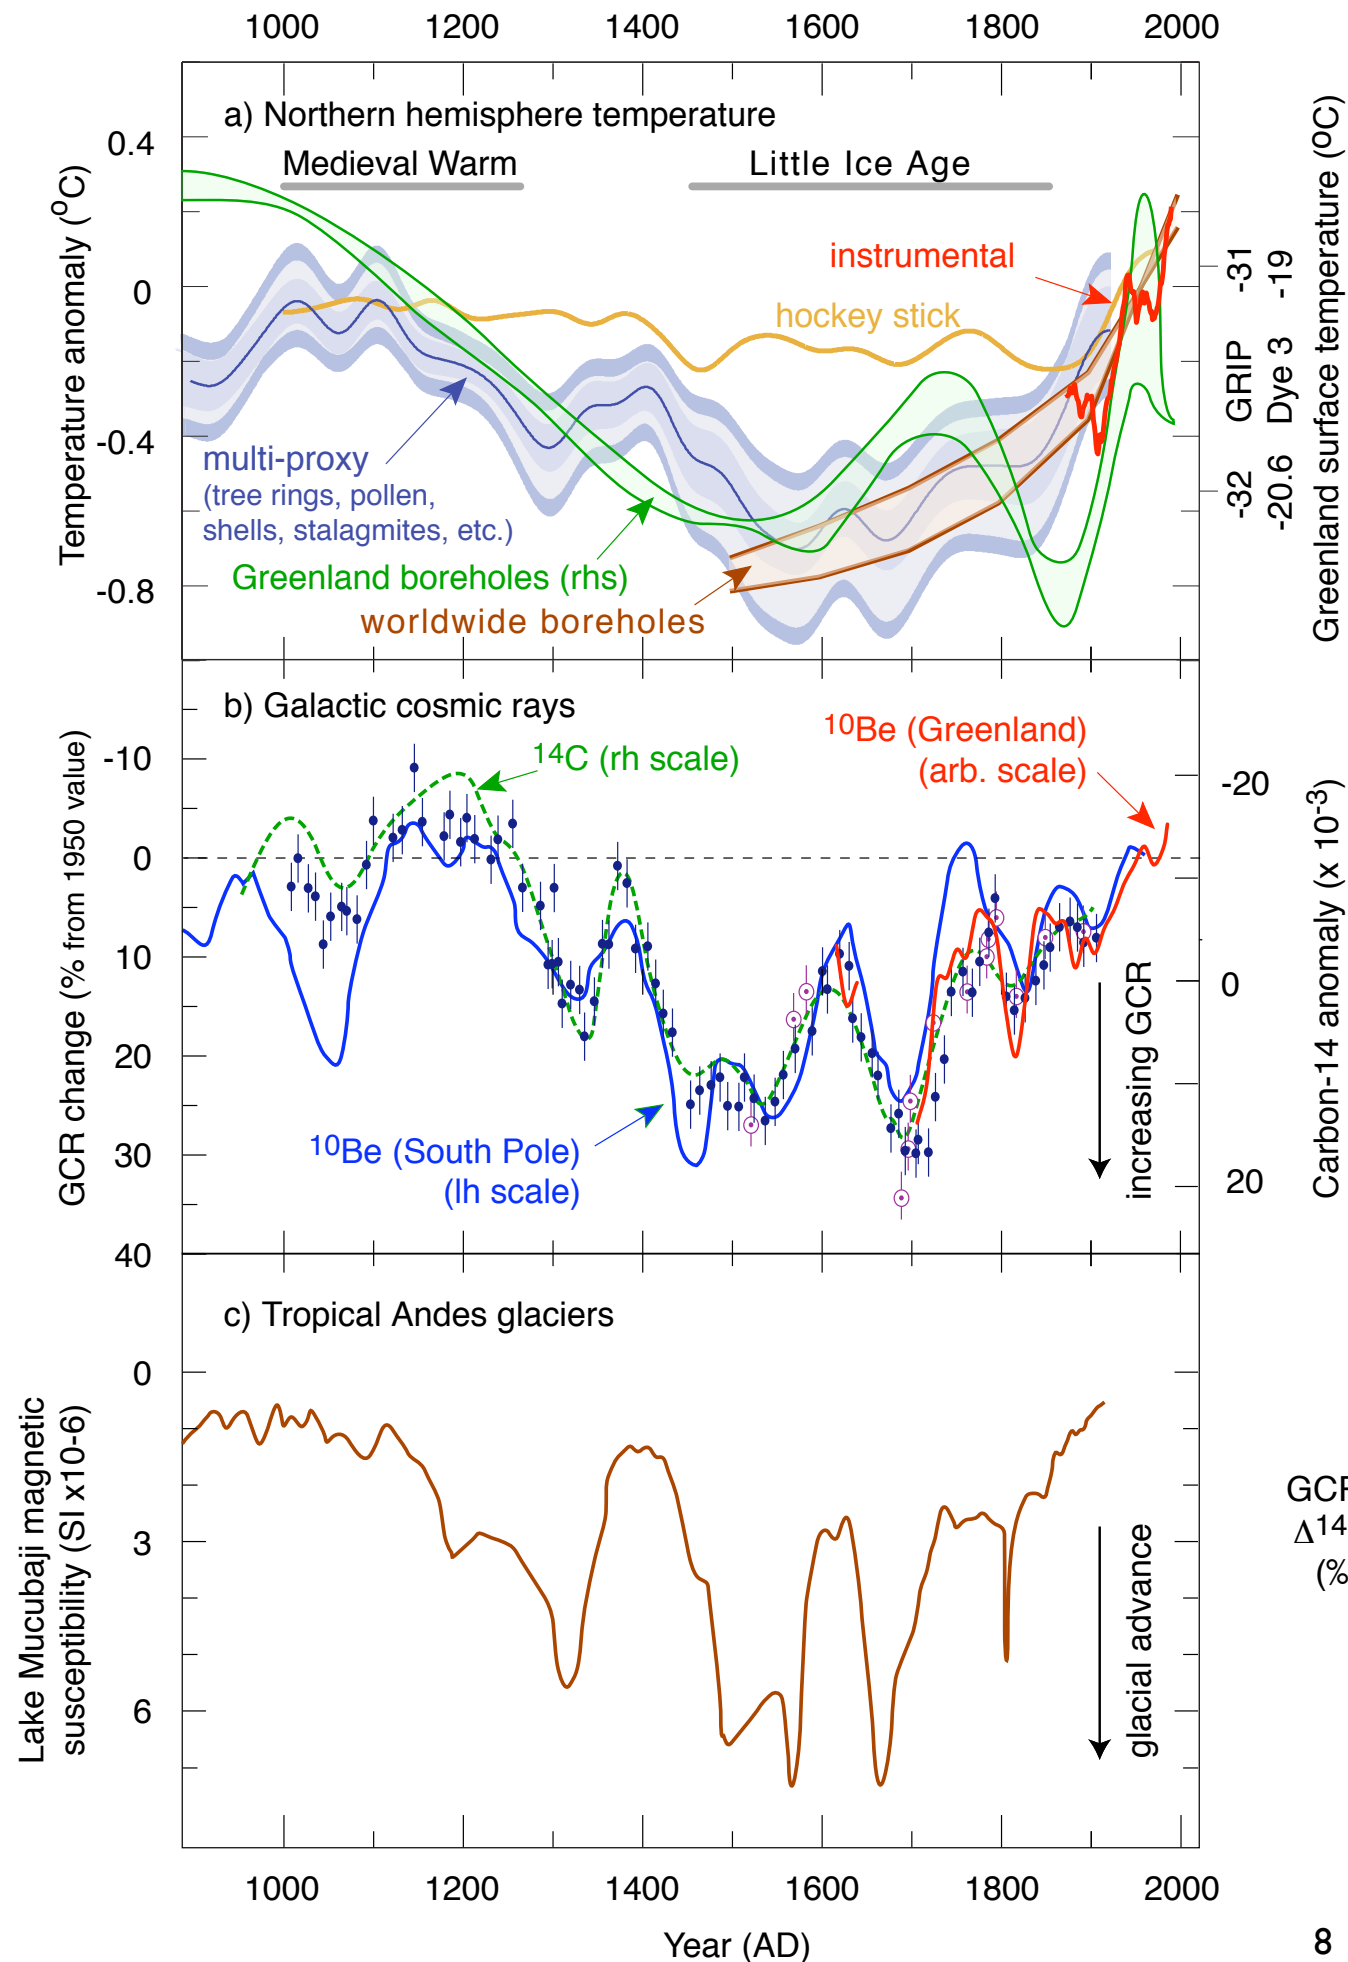 1000 1200 1400 1600 1800 2000
a) Northern hemisphere temperature
Medieval Warm
Little Ice Age
0.4
0
-0.4
-0.8
Temperature anomaly (ºC)
instrumental
hockey stick
multi-proxy
(tree rings, pollen,
shells, stalagmites, etc.)
Greenland boreholes (rhs)
worldwide boreholes
-31
-32
GRIP
-19
-20.6
Dye 3
Greenland surface temperature (ºC)
b) Galactic cosmic rays
14C (rh scale)
10Be (Greenland)
(arb. scale)
10Be (South Pole)
(lh scale)
-10
0
10
20
30
40
GCR change (% from 1950 value)
increasing GCR
-20
0
20
Carbon-14 anomaly (x 10-3)
c) Tropical Andes glaciers
0
3
6
Lake Mucubaji magnetic
susceptibility (SI x10-6)
glacial advance
Δ14
(%
1000 1200 1400 1600 1800 2000
Year (AD)
8